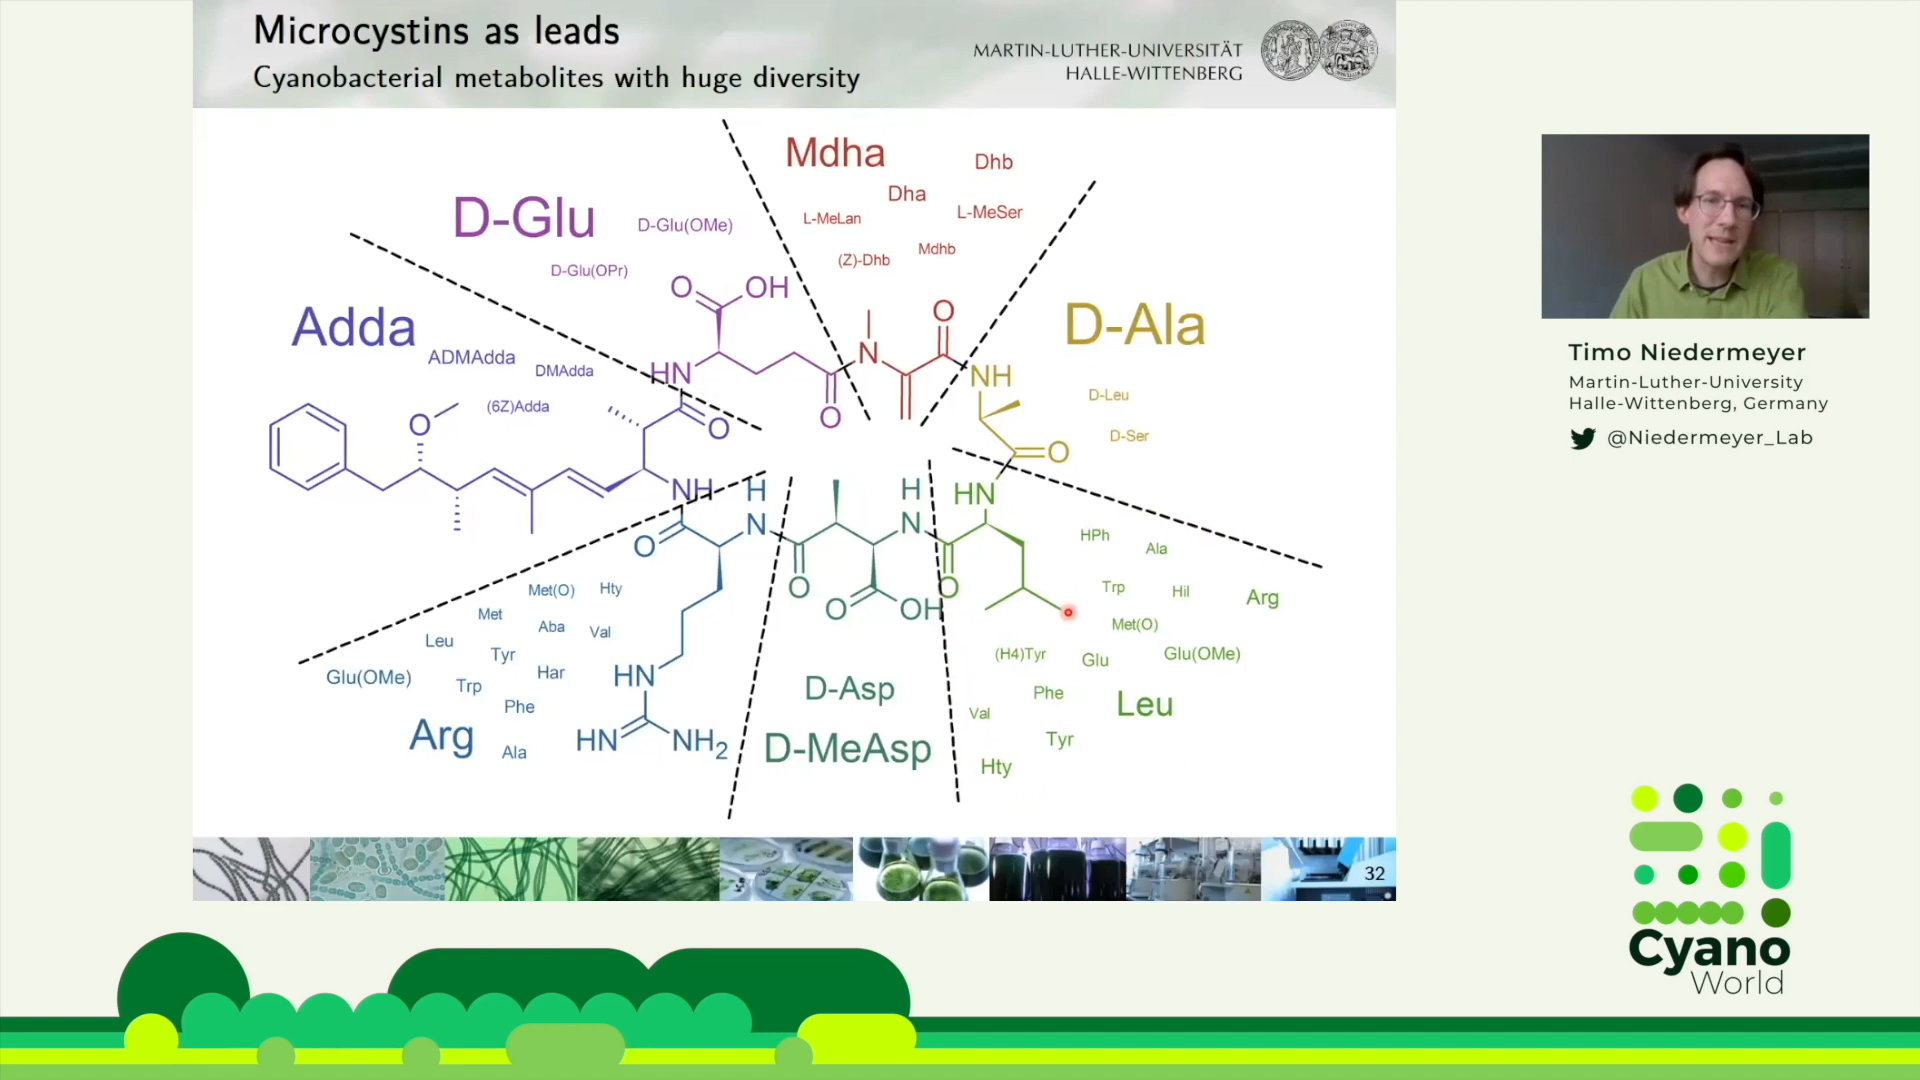 Microcystins as leads
Cyanobacterial metabolites with huge diversity
MARTIN-LUTHER-UNIVERSITÄT
HALLE-WITTENBERG
Mdha
Dhb
Dha
L-MeLan
L-MeSer
(Z)-Dhb
Mdhb
D-Glu
D-Glu(OMe)
D-Glu(OPr)
O
OH
HN
O
N
O
Adda
ADMAdda
DMAdda
(6Z)Adda
O
O
NH
D-Ala
D-Leu
D-Ser
NH
O
H
N
O
O
H
N
O
OH
HN
O
HPh
Ala
Trp
Hil
Arg
Met(O)
(H4)Tyr
Glu
Glu(OMe)
Phe
Leu
Val
Tyr
Hty
Met(O)
Hty
Met
Aba
Val
Leu
Tyr
Har
Glu(OMe)
Trp
Phe
Arg
Ala
HN
HN
NH2
D-Asp
D-MeAsp
32
Timo Niedermeyer
Martin-Luther-University
Halle-Wittenberg, Germany
@Niedermeyer_Lab
Cyano
World